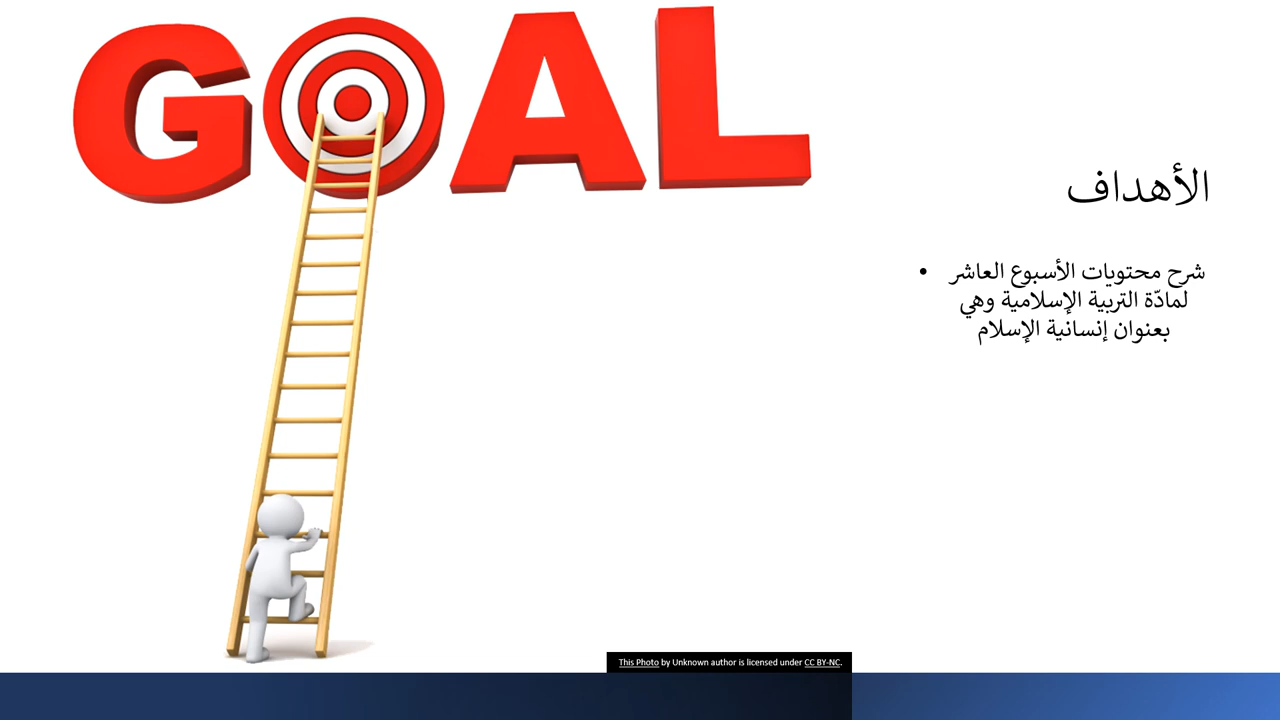 GOAL
الأهداف
• شرح محتويات الأسبوع العاشر
لمادّة التربية الإسلامية وهي
بعنوان إنسانية الإسلام
This Photo by Unknown author is licensed under CC BY-NC.